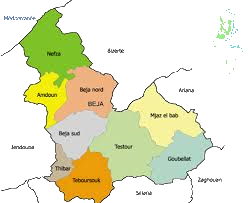 Méditerranée
Nefza
Bizerte
Amdoun
Beja nord
BEJA
Ariana
Mjaz el bab
Beja sud
Jendouba
Testour
Goubellat
Thibar
Zaghouan
Teboursouk
Siliana